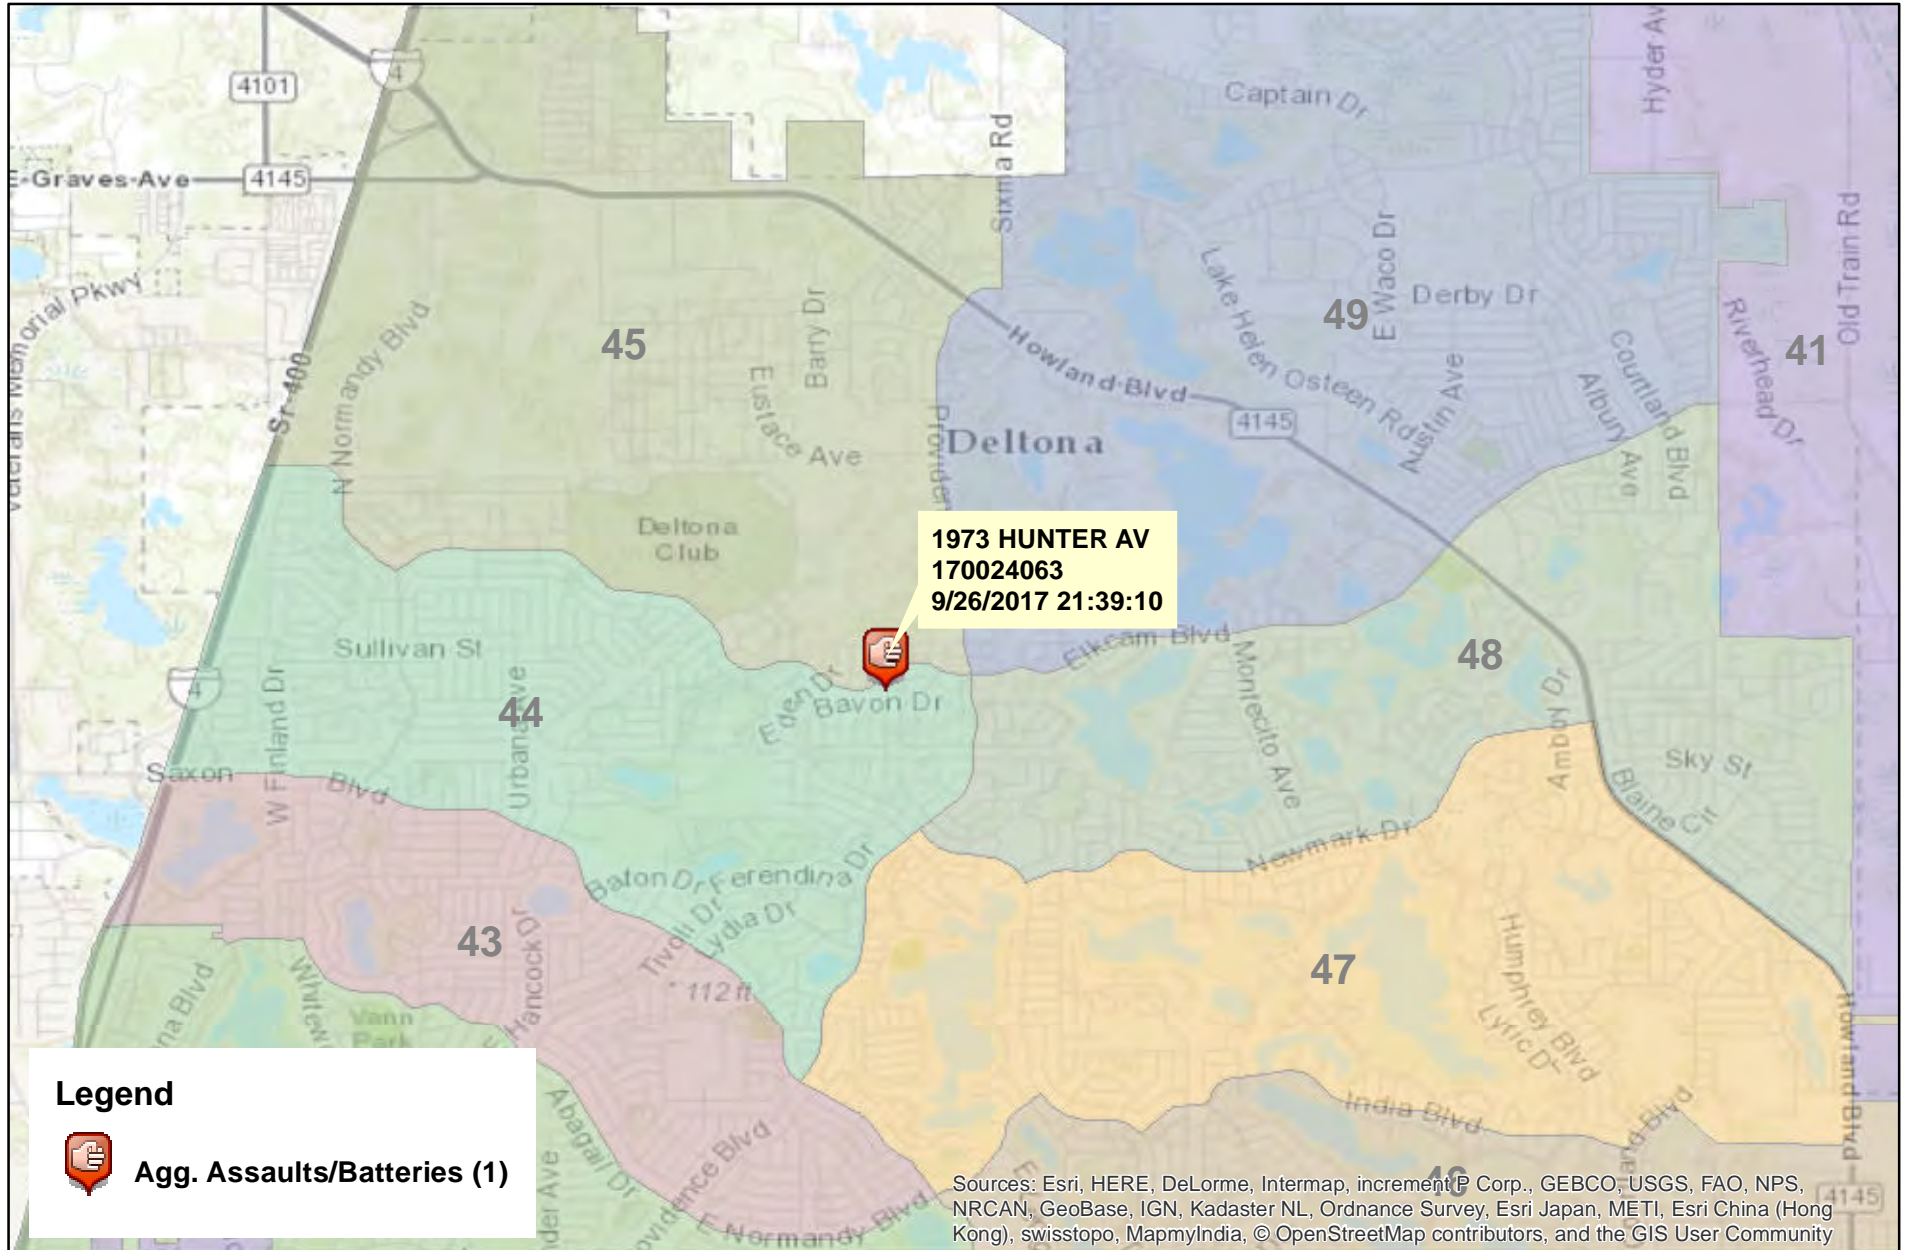 4
4101
E-Graves-Ave
4145
Captain Dr
Hyder Av
Sixma Rd
Old Train Rd
Lake Helen Osteen Rd
E Waco Dr
49
Derby Dr
45
Barry Dr
N Normandy Blvd
Sr-400
Eustace Ave
Howland-Blvd
4145
Austin Ave
Albury Ave
Courtland Blvd
Riverhead Dr
41
Deltona
Deltona
Club
1973 HUNTER AV
170024063
9/26/2017 21:39:10
Elkcam Blvd
48
Sullivan St
4
W Finland Dr
44
Urbana Ave
Eden Dr
Bavon Dr
Montecito Ave
Amboy Dr
Sky St
Blaine Cir
Saxon Blvd
Newmark-Dr
Baton Dr
Ferendina Dr
Tivoli Dr
Lydia Dr
112 ft
43
Hancock Dr
47
Humphrey Blvd
Lyric Dr
Vann
Park
India Blvd
Howland Blvd
Abagail Dr
E Normandy Blvd
46
4145
Legend
Agg. Assaults/Batteries (1)
Sources: Esri, HERE, DeLorme, Intermap, increment P Corp., GEBCO, USGS, FAO, NPS,
NRCAN, GeoBase, IGN, Kadaster NL, Ordnance Survey, Esri Japan, METI, Esri China (Hong
Kong), swisstopo, MapmyIndia, © OpenStreetMap contributors, and the GIS User Community